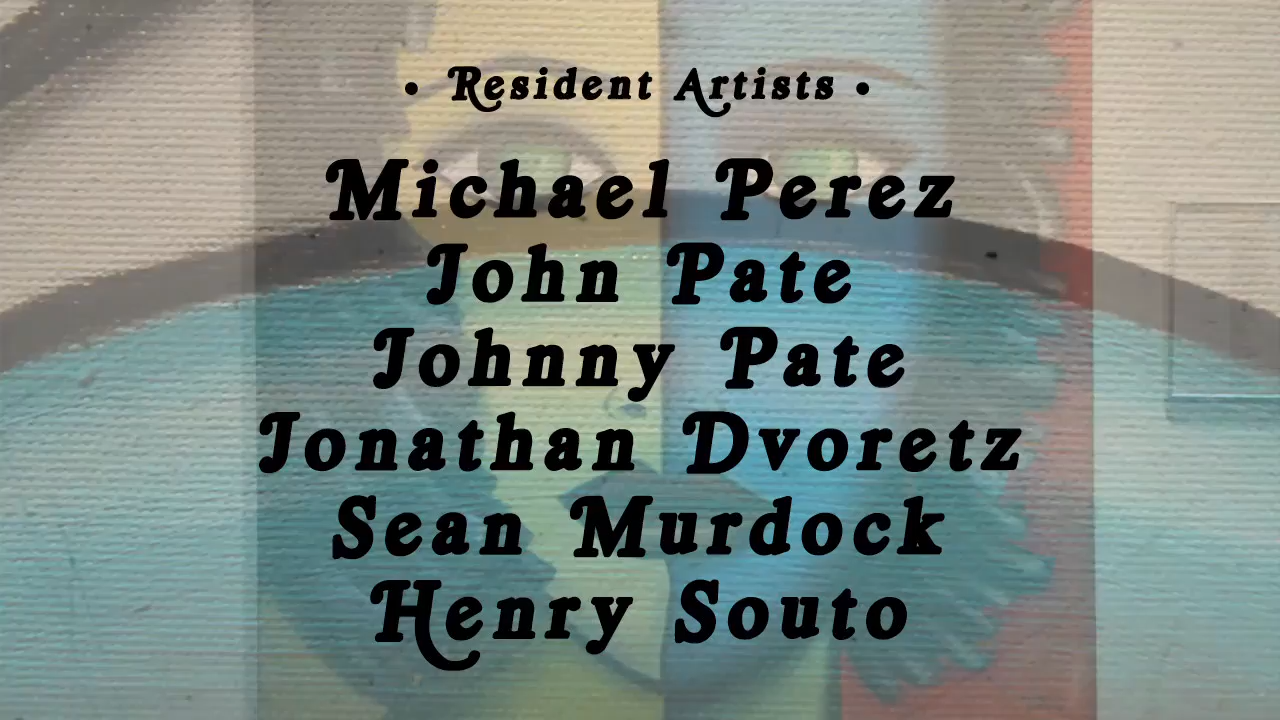 • Resident Artists •
Michael Perez
John Pate
Johnny Pate
Jonathan Dvoretz
Sean Murdock
Henry Souto